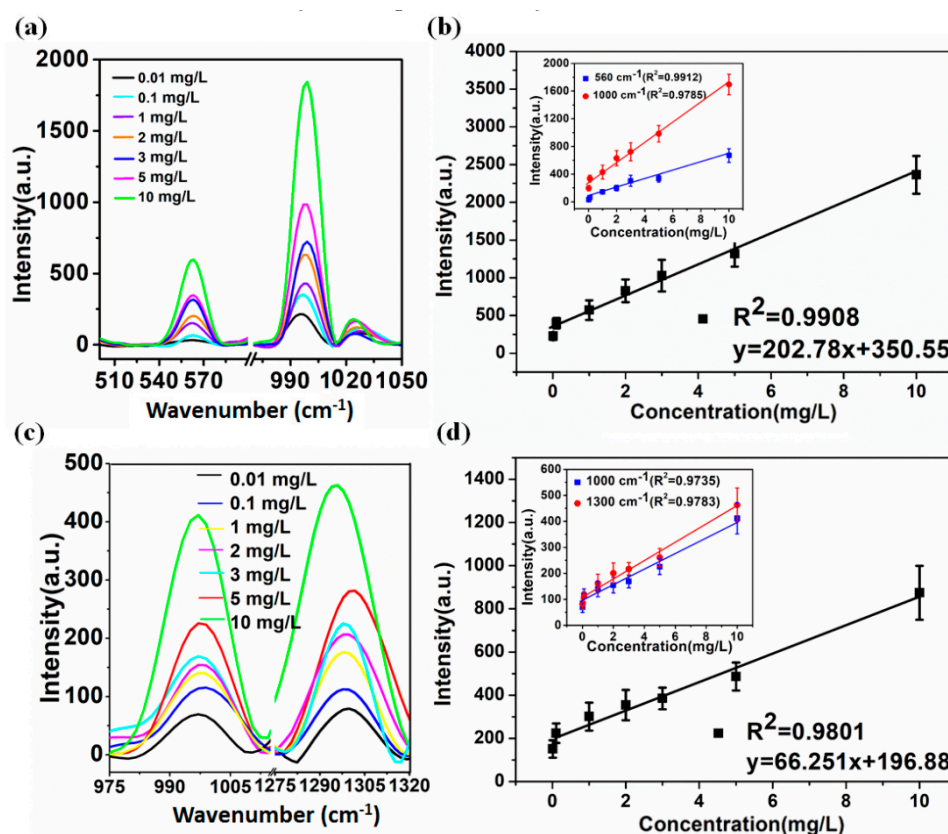 (a)
2000
1500
1000
500
0
Intensity(a.u.)
0.01 mg/L
0.1 mg/L
1 mg/L
2 mg/L
3 mg/L
5 mg/L
10 mg/L
510 540 570 990 1020 1050
Wavenumber (cm⁻¹)
(b)
4000
3500
3000
2500
2000
1500
1000
500
0
Intensity(a.u.)
2000
1600
1200
800
400
0
Intensity(a.u.)
560 cm⁻¹(R²=0.9912)
1000 cm⁻¹(R²=0.9785)
0 2 4 6 8 10
Concentration(mg/L)
R²=0.9908
y=202.78x+350.55
0 2 4 6 8 10
Concentration(mg/L)
(c)
500
400
300
200
100
0
Intensity(a.u.)
0.01 mg/L
0.1 mg/L
1 mg/L
2 mg/L
3 mg/L
5 mg/L
10 mg/L
975 990 1005 1275 1290 1305 1320
Wavenumber (cm⁻¹)
(d)
1400
1200
1000
800
600
400
200
0
Intensity(a.u.)
600
500
400
300
200
100
0
Intensity(a.u.)
1000 cm⁻¹(R²=0.9735)
1300 cm⁻¹(R²=0.9783)
0 2 4 6 8 10
Concentration(mg/L)
R²=0.9801
y=66.251x+196.88
0 2 4 6 8 10
Concentration(mg/L)